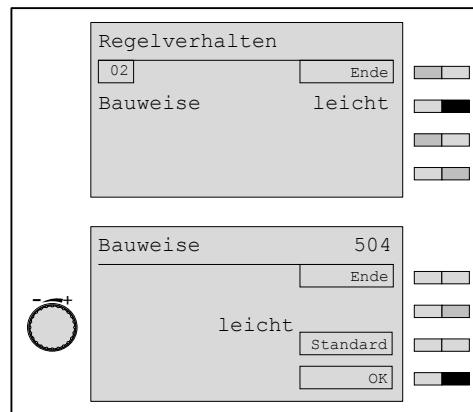 Regelverhalten
02 Ende
Bauweise leicht
Bauweise 504
Ende
- +
leicht
Standard
OK